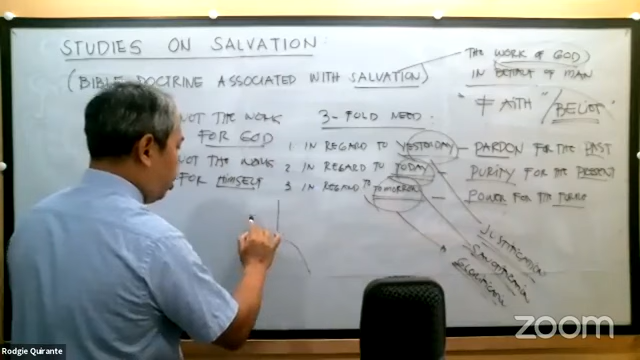 STUDIES ON SALVATION:
(BIBLE DOCTRINE ASSOCIATED WITH SALVATION)
THE WORK OF GOD
IN BEHALF OF MAN
"FAITH"/BELIEF
NOT THE WORK
FOR GOD
NOT THE WORK
FOR HIMSELF
3-FOLD NEED:
1 IN REGARD TO YESTERDAY - PARDON FOR THE PAST
2 IN REGARD TO TODAY - PURITY FOR THE PRESENT
3 IN REGARD TO TOMORROW - POWER FOR THE FUTURE
JUSTIFICATION
SANCTIFICATION
GLORIFICATION
zoom
LIVE
Rodgie Quirante